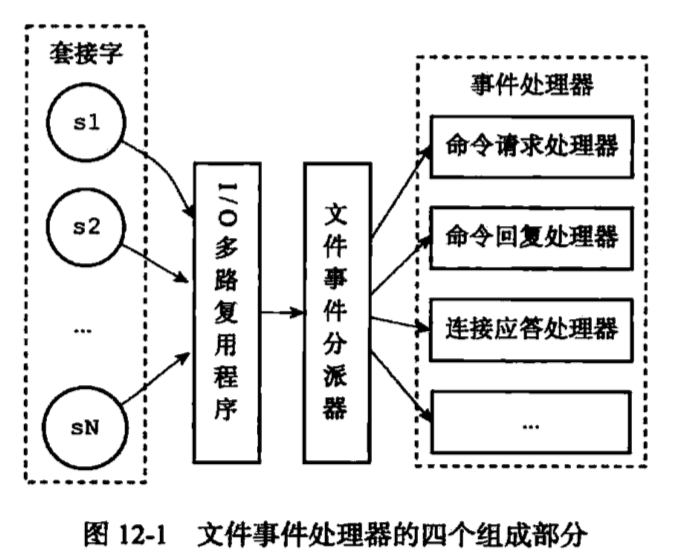 套接字
s1
s2
...
sN
I/O多路复用程序
文件事件分派器
事件处理器
命令请求处理器
命令回复处理器
连接应答处理器
...
图 12-1 文件事件处理器的四个组成部分